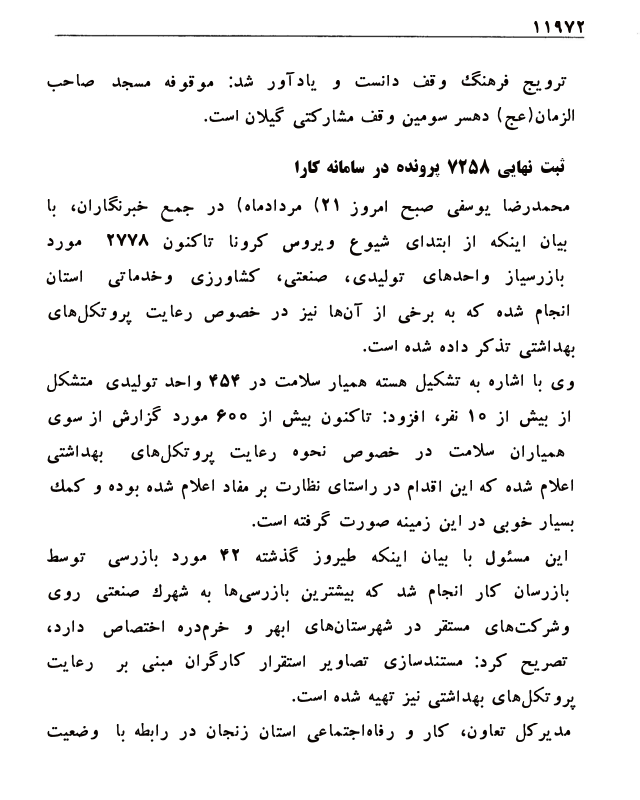 ۱۱۹۷۲
ترویج فرهنگ وقف دانست و یادآور شد: موقوفه مسجد صاحب
الزمان(عج) دهسر سومین وقف مشارکتی گیلان است.
ثبت نهایی ۷۲۵۸ پرونده در سامانه کارا
محمدرضا یوسفی صبح امروز ۲۱) مردادماه) در جمع خبرنگاران، با
بیان اینکه از ابتدای شیوع ویروس کرونا تاکنون ۲۷۷۸ مورد
بازرسیاز واحدهای تولیدی، صنعتی، کشاورزی وخدماتی استان
انجام شده که به برخی از آن‌ها نیز در خصوص رعایت پروتکل‌های
بهداشتی تذکر داده شده است.
وی با اشاره به تشکیل هسته همیار سلامت در ۴۵۴ واحد تولیدی متشکل
از بیش از ۱۰ نفر، افزود: تاکنون بیش از ۶۰۰ مورد گزارش از سوی
همیاران سلامت در خصوص نحوه رعایت پروتکل‌های بهداشتی
اعلام شده که این اقدام در راستای نظارت بر مفاد اعلام شده بوده و کمک
بسیار خوبی در این زمینه صورت گرفته است.
این مسئول با بیان اینکه طیروز گذشته ۴۲ مورد بازرسی توسط
بازرسان کار انجام شد که بیشترین بازرسی‌ها به شهرک صنعتی روی
وشرکت‌های مستقر در شهرستان‌های ابهر و خرم‌دره اختصاص دارد،
تصریح کرد: مستندسازی تصاویر استقرار کارگران مبنی بر رعایت
پروتکل‌های بهداشتی نیز تهیه شده است.
مدیرکل تعاون، کار و رفاه‌اجتماعی استان زنجان در رابطه با وضعیت